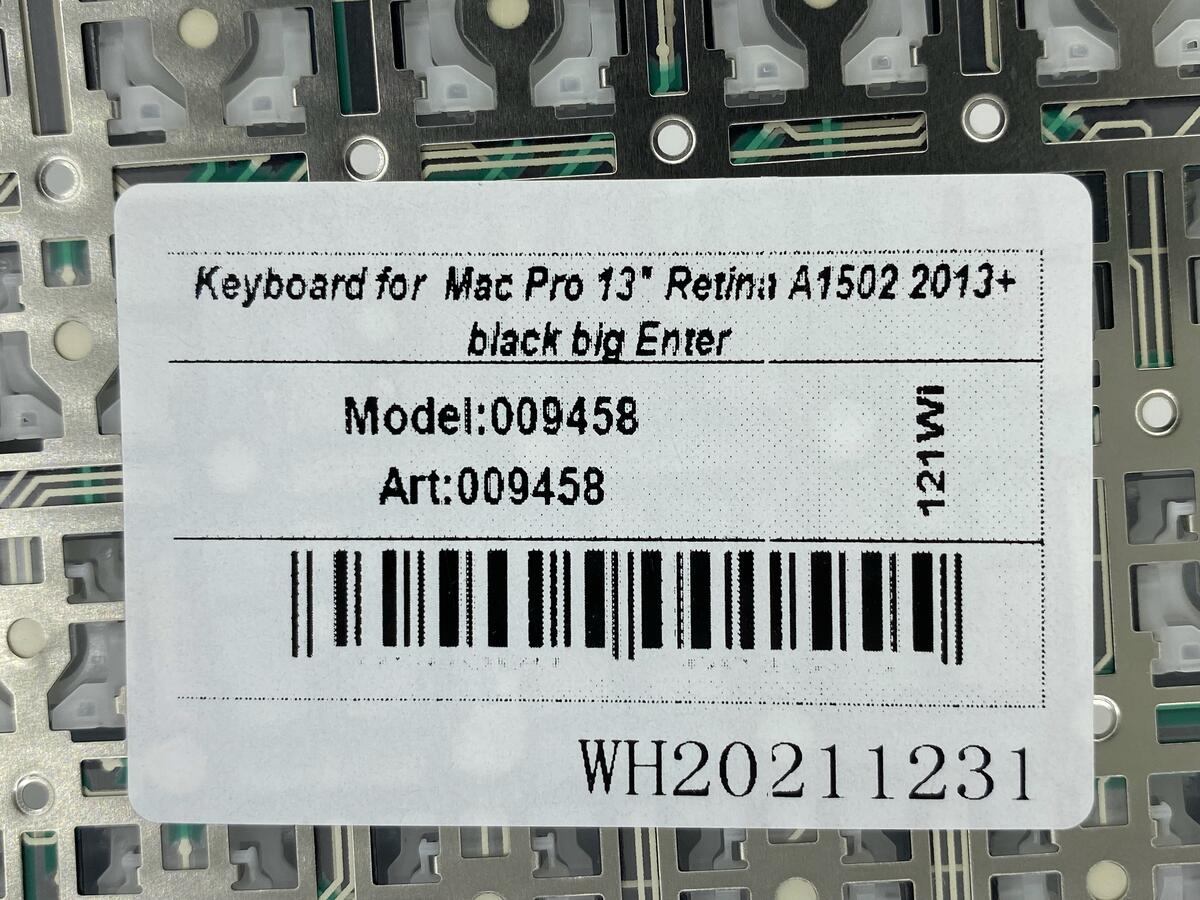 Keyboard for Mac Pro 13" Retina A1502 2013+
black big Enter
Model:009458
Art:009458
121WI
WH20211231